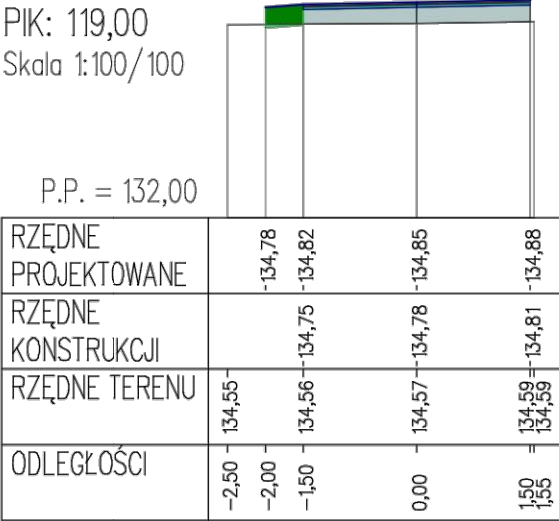 PIK: 119,00
Skala 1:100/100
P.P. = 132,00
RZĘDNE PROJEKTOWANE
-134,78 -134,82 -134,85 -134,88
RZĘDNE KONSTRUKCJI
-134,75 -134,78 -134,81
RZĘDNE TERENU
134,55 134,56 134,57 134,59 134,59
ODLEGŁOŚCI
-2,50 -2,00 -1,50 0,00 1,50 1,55